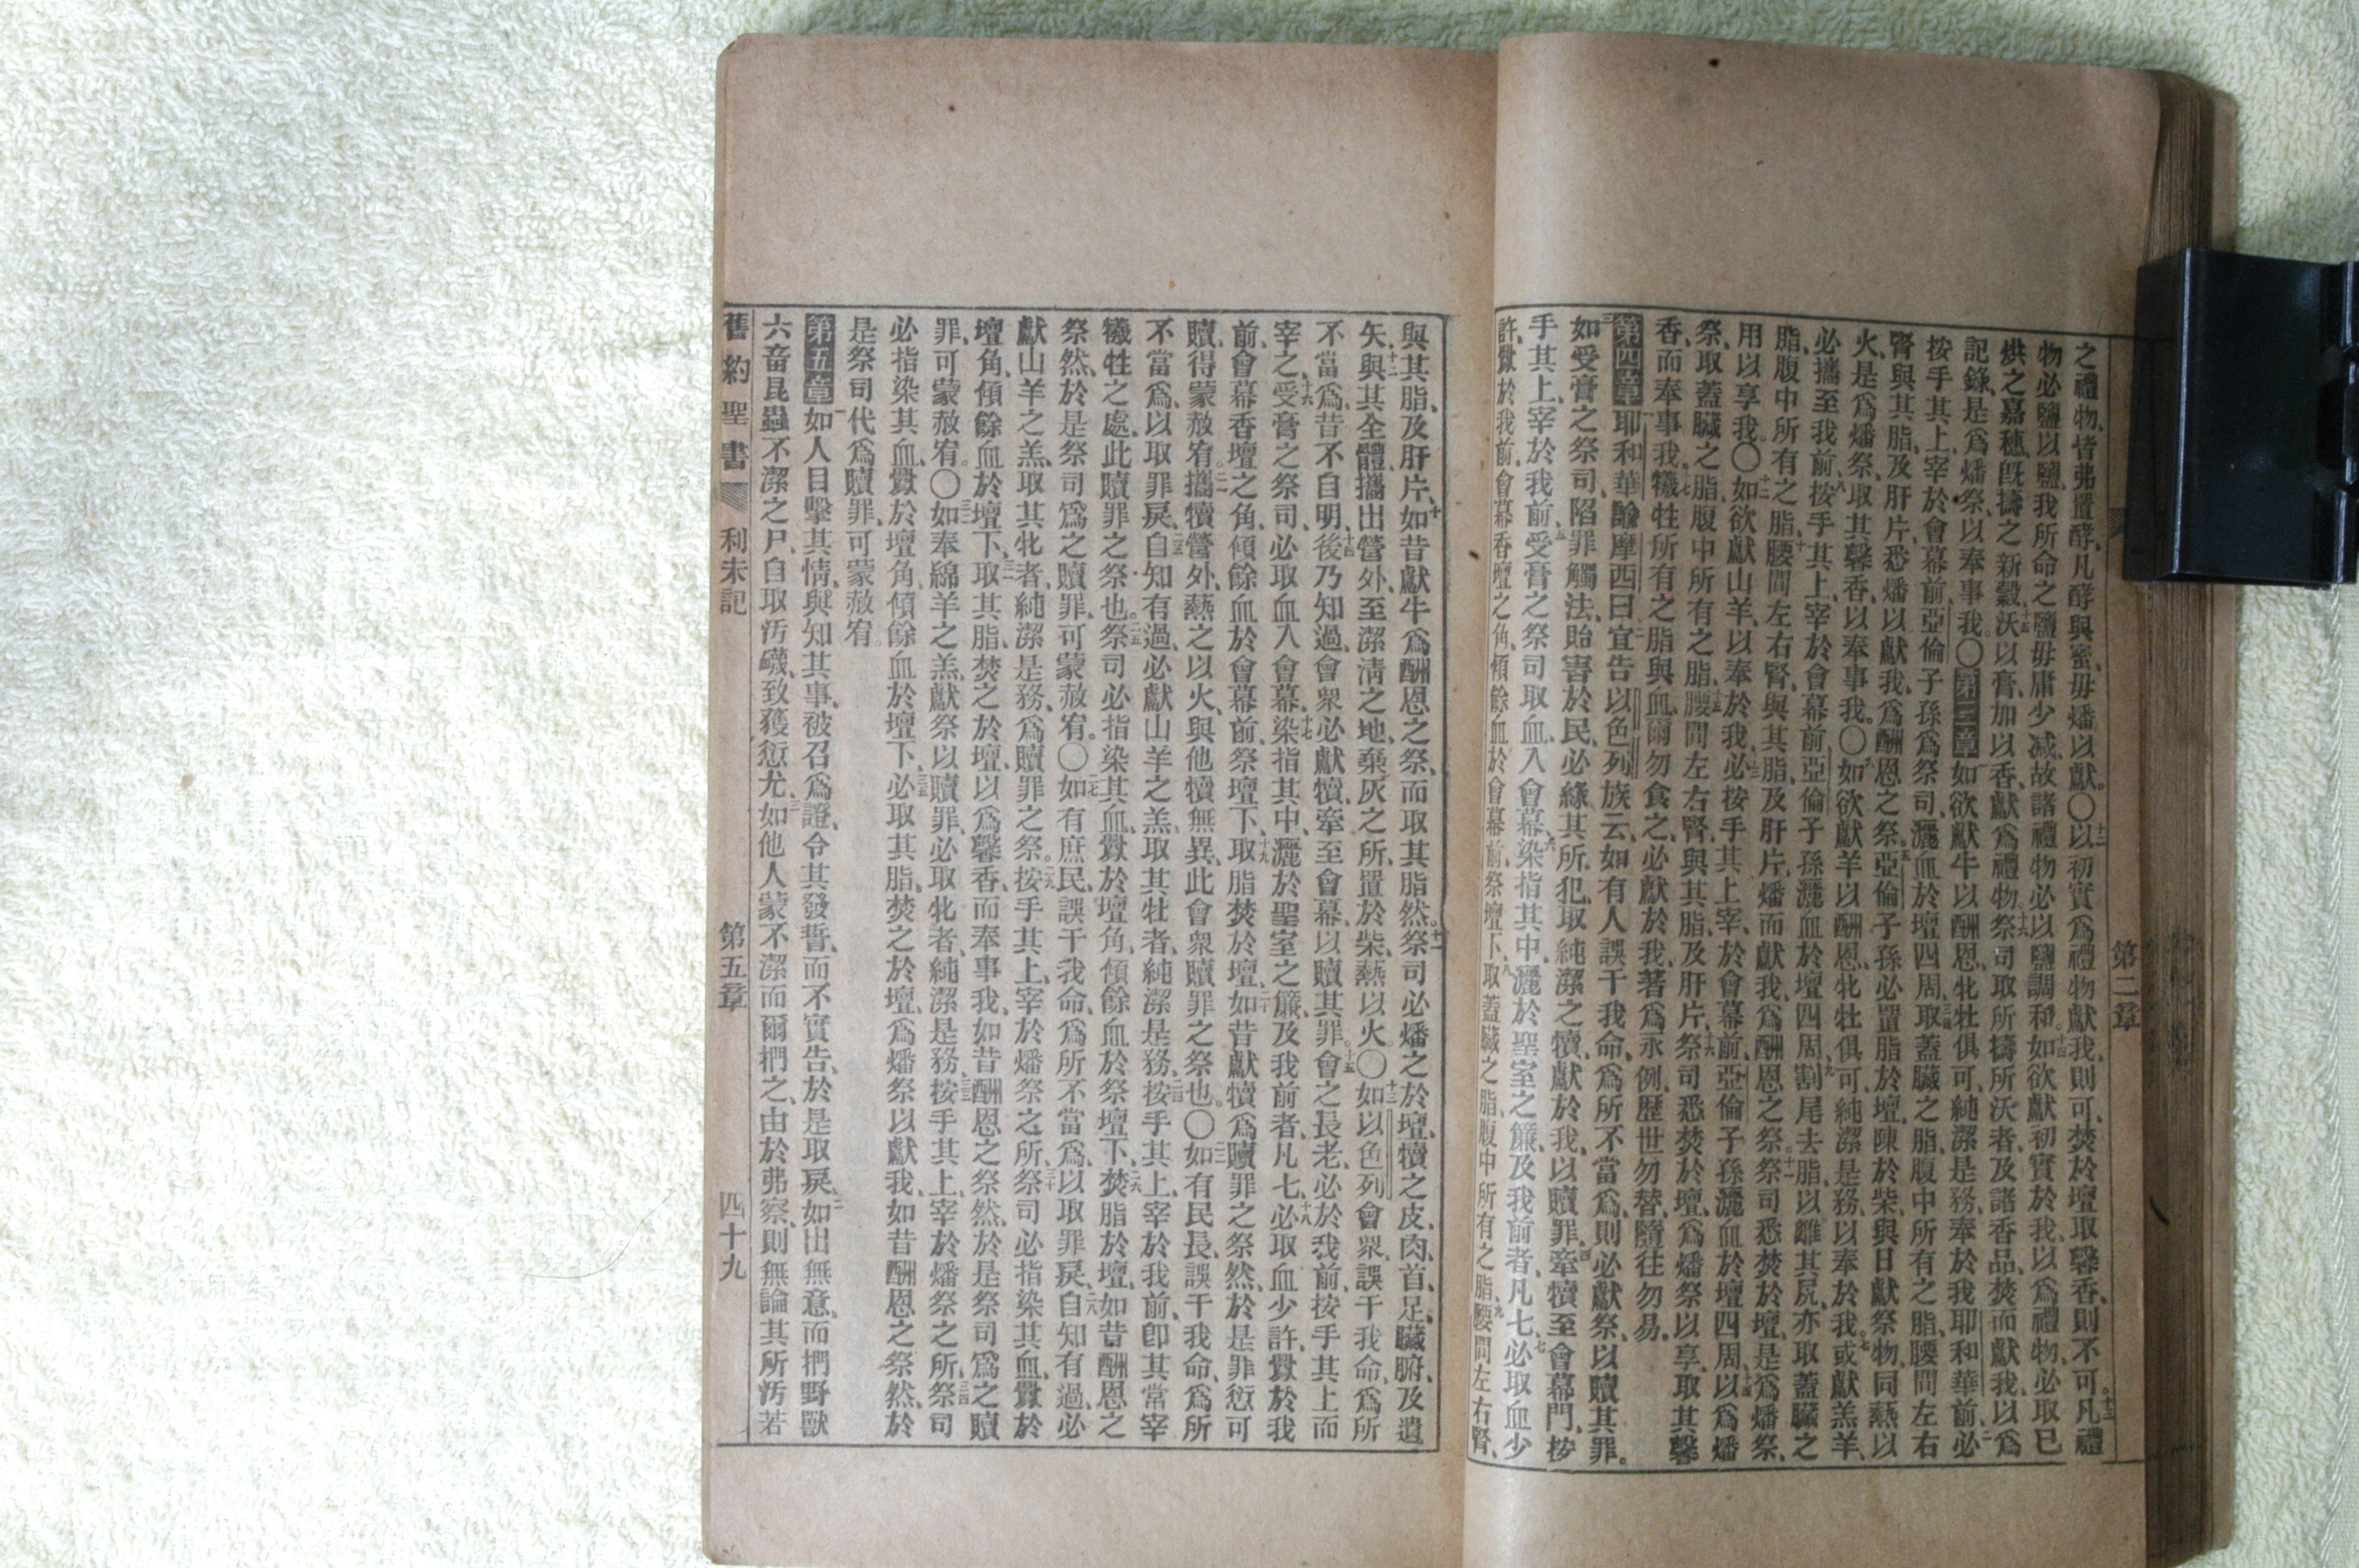 第二章
之禮物、皆弗置酵、凡酵與蜜、毋燔以獻。〇以初實爲禮物獻我、則可、焚於壇取馨香、則不可。凡禮
物必鹽以鹽、我所命之鹽毋庸少减、故諸禮物必以鹽調和。如欲獻初實於我、以爲禮物、必取已
烘之嘉穗、旣擣之新穀、沃以膏、加以香、獻爲禮物。祭司取所擣所沃者、及諸香品、焚而獻我、以爲
記錄、是爲燔祭以奉事我。〇第三章如欲獻牛以酬恩、牝牡俱可、純潔是務、奉於我耶和華前、必
按手其上、宰於會幕前、亞倫子孫爲祭司、灑血於壇四周、取蓋臟之脂、腹中所有之脂、腰間左右
腎與其脂、及肝片、悉燔以獻我、爲酬恩之祭、亞倫子孫必置脂於壇、陳於柴、與日獻祭物、同爇以
火、是爲燔祭、取其馨香、以奉事我。〇如欲獻羊以酬恩、牝牡俱可、純潔是務、以奉於我、或獻羔羊、
必攜至我前、按手其上、宰於會幕前、亞倫子孫灑血於壇四周、割尾去脂、以離其尻、亦取蓋臟之
脂、腹中所有之脂、腰間左右腎、與其脂及肝片、燔而獻我、爲酬恩之祭。祭司悉焚於壇、是爲燔祭、
用以享我。〇如欲獻山羊、以奉於我、必按手其上、宰於會幕前、亞倫子孫灑血於壇四周、以爲燔
祭、取蓋臟之脂、腹中所有之脂、腰間左右腎、與其脂及肝片、祭司悉焚於壇、爲燔祭以享、取其馨
香、而奉事我。犧牲所有之脂與血、爾勿食之、必獻於我、著爲永例、歷世勿替、隨往勿易。
第四章耶和華諭摩西曰、宜告以色列族云、如有人誤干我命、爲所不當爲、則必獻祭、以贖其罪。
如受膏之祭司陷罪觸法、貽害於民、必緣其所犯、取純潔之犢、獻於我、以贖罪、牽犢至會幕門、按
手其上、宰於我前、受膏之祭司取血、入會幕、染指其中、灑於聖室之簾、及我前者、凡七、必取血少
許、釁於我前會幕香壇之角、傾餘血於會幕前、祭壇下、取蓋臟之脂、腹中所有之脂、腰間左右腎、
與其脂、及肝片、如昔獻牛爲酬恩之祭、而取其脂然。祭司必燔之於壇、犢之皮、肉、首、足、臟腑、及遺
矢、與其全體、攜出營外、至潔淸之地、棄灰之所、置於柴、爇以火。〇如以色列會眾、誤干我命、爲所
不當爲、昔不自明、後乃知過、會眾必獻犢、牽至會幕、以贖其罪。會之長老、必於我前、按手其上而
宰之、受膏之祭司、必取血入會幕、染指其中、灑於聖室之簾、及我前者、凡七、必取血少許、釁於我
前、會幕香壇之角、傾餘血於會幕前祭壇下、取脂焚於壇、如昔獻犢爲贖罪之祭然、於是罪愆可
贖、得蒙赦宥。攜犢營外、爇之以火、與他犢無異、此會衆贖罪之祭也。〇如有民長、誤干我命、爲所
不當爲、以取罪戾、自知有過、必獻山羊之羔、取其牡者、純潔是務、按手其上、宰於我前、卽其常宰
犧牲之處、此贖罪之祭也。祭司必指染其血、釁於壇角、傾餘血於祭壇下、焚脂於壇、如昔酬恩之
祭然、於是祭司爲之贖罪、可蒙赦宥。〇如有庶民、誤干我命、爲所不當爲、以取罪戾、自知有過、必
獻山羊之羔、取其牝者、純潔是務、爲贖罪之祭。按手其上、宰於燔祭之所、祭司必指染其血、釁於
壇角、傾餘血於壇下、取其脂、焚之於壇、以爲馨香、而奉事我、如昔酬恩之祭然、於是祭司爲之贖
罪、可蒙赦宥。〇如奉綿羊之羔、獻祭以贖罪、必取牝者、純潔是務、按手其上、宰於燔祭之所、祭司
必指染其血、釁於壇角、傾餘血於壇下、必取其脂、焚之於壇、爲燔祭以獻我、如昔酬恩之祭然、於
是祭司代爲贖罪、可蒙赦宥。
第五章如人目擊其情、與知其事、被召爲證、令其發誓、而不實告、於是取戾、如出無意、而捫野獸
六畜昆蟲不潔之尸、自取汚衊、致獲愆尤、如他人蒙不潔而爾捫之、由於弗察、則無論其所汚若
舊約聖書 利未記 第五章 四十九